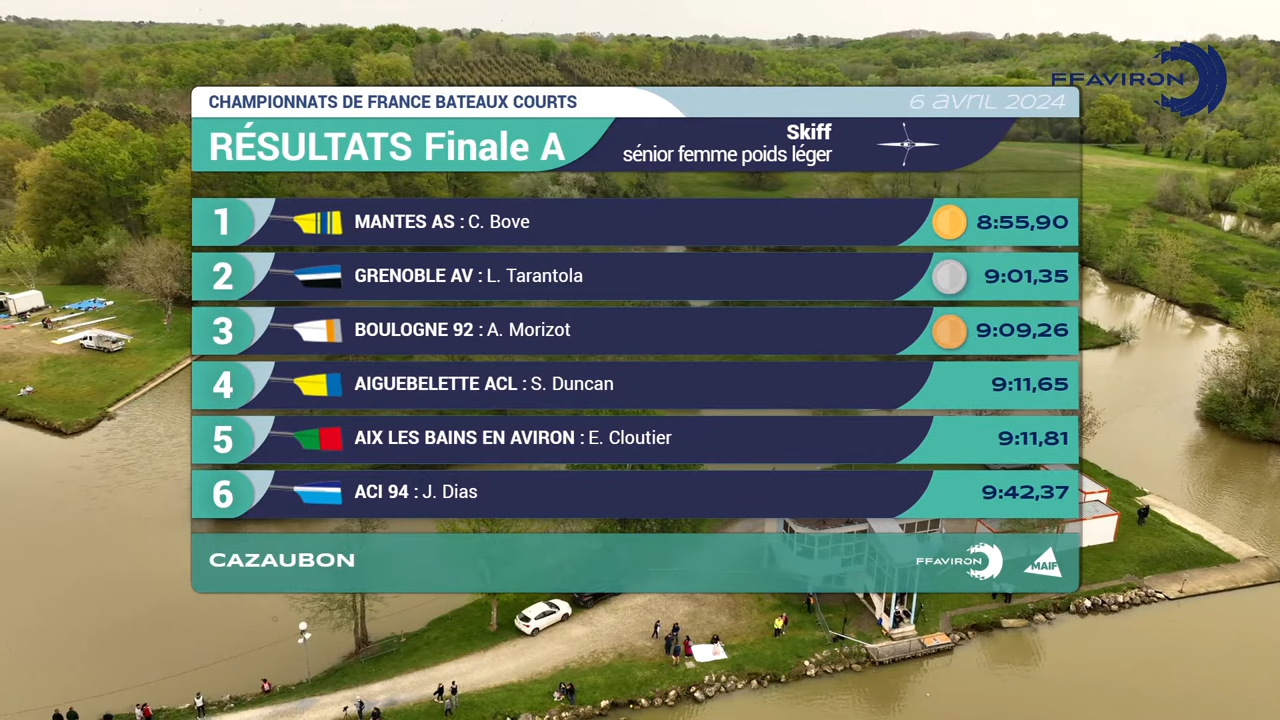 FFAVIRON
CHAMPIONNATS DE FRANCE BATEAUX COURTS
6 avril 2024
RÉSULTATS Finale A
Skiff
sénior femme poids léger
1 MANTES AS : C. Bove 8:55,90
2 GRENOBLE AV : L. Tarantola 9:01,35
3 BOULOGNE 92 : A. Morizot 9:09,26
4 AIGUEBELETTE ACL : S. Duncan 9:11,65
5 AIX LES BAINS EN AVIRON : E. Cloutier 9:11,81
6 ACI 94 : J. Dias 9:42,37
CAZAUBON
FFAVIRON
MAIF